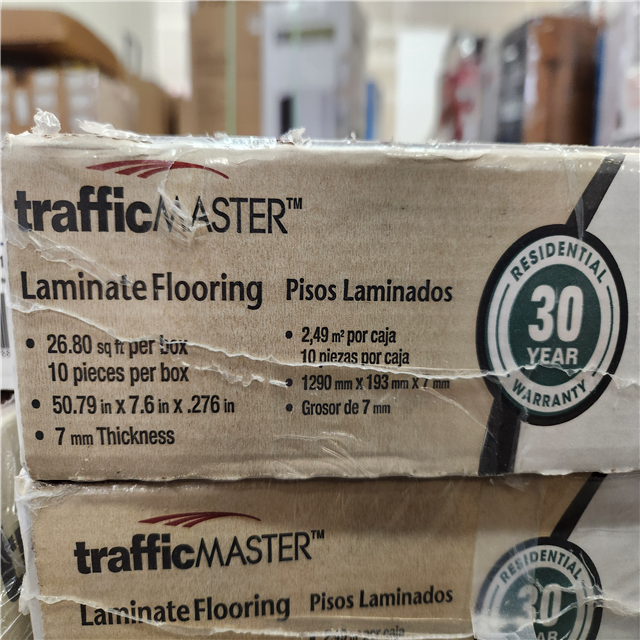 trafficMASTER™
Laminate Flooring
• 26.80 sq ft per box
10 pieces per box
• 50.79 in x 7.6 in x .276 in
• 7 mm Thickness
Pisos Laminados
• 2,49 m² por caja
10 piezas por caja
• 1290 mm x 193 mm x 7 mm
• Grosor de 7 mm
RESIDENTIAL
30
YEAR
WARRANTY
trafficMASTER™
Laminate Flooring
Pisos Laminados
RESIDENTIAL
30